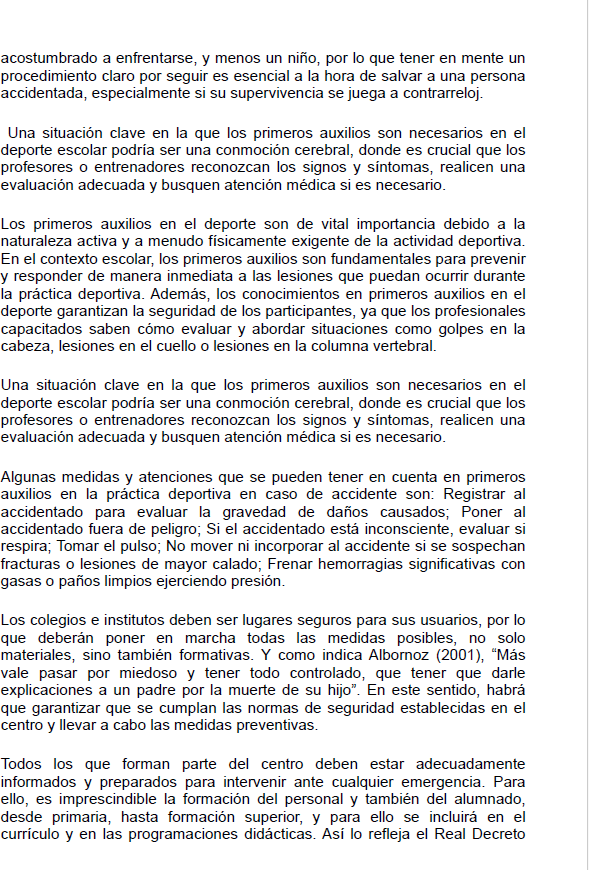 acostumbrado a enfrentarse, y menos un niño, por lo que tener en mente un
procedimiento claro por seguir es esencial a la hora de salvar a una persona
accidentada, especialmente si su supervivencia se juega a contrarreloj.
Una situación clave en la que los primeros auxilios son necesarios en el
deporte escolar podría ser una conmoción cerebral, donde es crucial que los
profesores o entrenadores reconozcan los signos y síntomas, realicen una
evaluación adecuada y busquen atención médica si es necesario.
Los primeros auxilios en el deporte son de vital importancia debido a la
naturaleza activa y a menudo físicamente exigente de la actividad deportiva.
En el contexto escolar, los primeros auxilios son fundamentales para prevenir
y responder de manera inmediata a las lesiones que puedan ocurrir durante
la práctica deportiva. Además, los conocimientos en primeros auxilios en el
deporte garantizan la seguridad de los participantes, ya que los profesionales
capacitados saben cómo evaluar y abordar situaciones como golpes en la
cabeza, lesiones en el cuello o lesiones en la columna vertebral.
Una situación clave en la que los primeros auxilios son necesarios en el
deporte escolar podría ser una conmoción cerebral, donde es crucial que los
profesores o entrenadores reconozcan los signos y síntomas, realicen una
evaluación adecuada y busquen atención médica si es necesario.
Algunas medidas y atenciones que se pueden tener en cuenta en primeros
auxilios en la práctica deportiva en caso de accidente son: Registrar al
accidentado para evaluar la gravedad de daños causados; Poner al
accidentado fuera de peligro; Si el accidentado está inconsciente, evaluar si
respira; Tomar el pulso; No mover ni incorporar al accidente si se sospechan
fracturas o lesiones de mayor calado; Frenar hemorragias significativas con
gasas o paños limpios ejerciendo presión.
Los colegios e institutos deben ser lugares seguros para sus usuarios, por lo
que deberán poner en marcha todas las medidas posibles, no solo
materiales, sino también formativas. Y como indica Albornoz (2001), “Más
vale pasar por miedoso y tener todo controlado, que tener que darle
explicaciones a un padre por la muerte de su hijo”. En este sentido, habrá
que garantizar que se cumplan las normas de seguridad establecidas en el
centro y llevar a cabo las medidas preventivas.
Todos los que forman parte del centro deben estar adecuadamente
informados y preparados para intervenir ante cualquier emergencia. Para
ello, es imprescindible la formación del personal y también del alumnado,
desde primaria, hasta formación superior, y para ello se incluirá en el
currículo y en las programaciones didácticas. Así lo refleja el Real Decreto